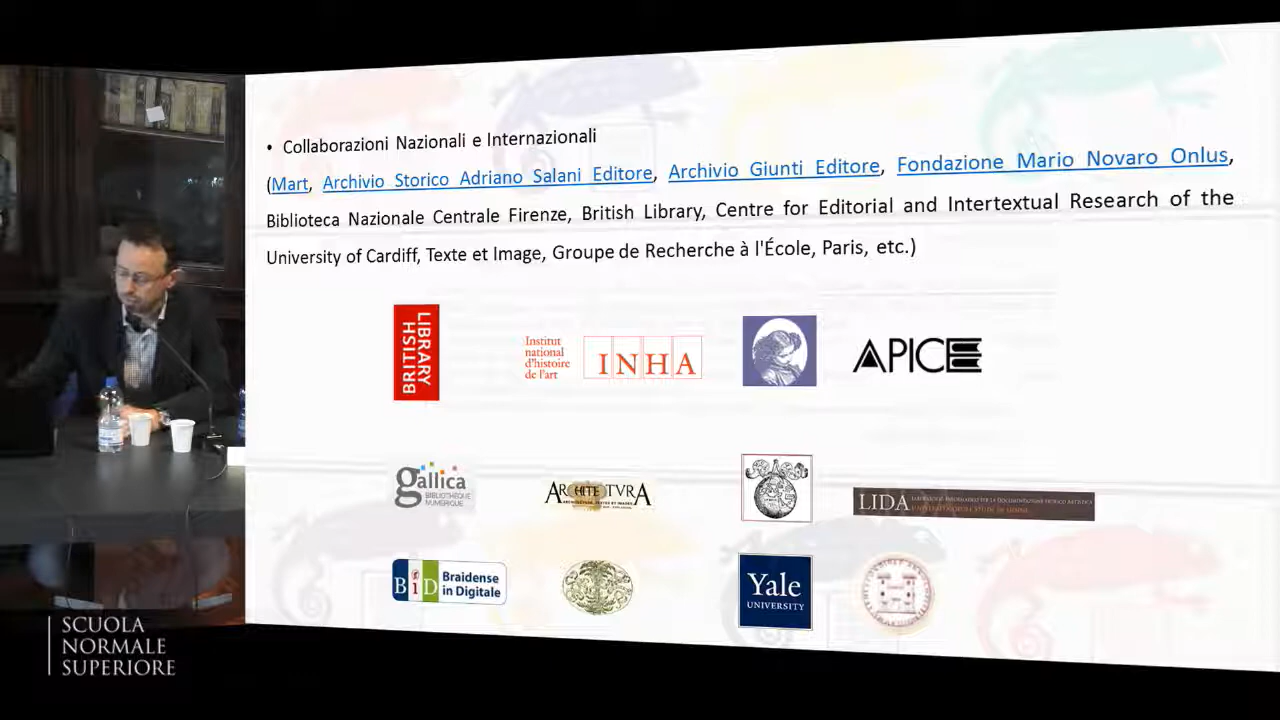 • Collaborazioni Nazionali e Internazionali
(Mart, Archivio Storico Adriano Salani Editore, Archivio Giunti Editore, Fondazione Mario Novaro Onlus,
Biblioteca Nazionale Centrale Firenze, British Library, Centre for Editorial and Intertextual Research of the
University of Cardiff, Texte et Image, Groupe de Recherche à l'École, Paris, etc.)
BRITISH
LIBRARY
Institut
national
d'histoire
de l'art
INHA
APICE
gallica
BIBLIOTHÈQUE
NUMÉRIQUE
ARCHITETVRA
LIDA
BiD
Braidense
in Digitale
Yale
UNIVERSITY
SCUOLA
NORMALE
SUPERIORE